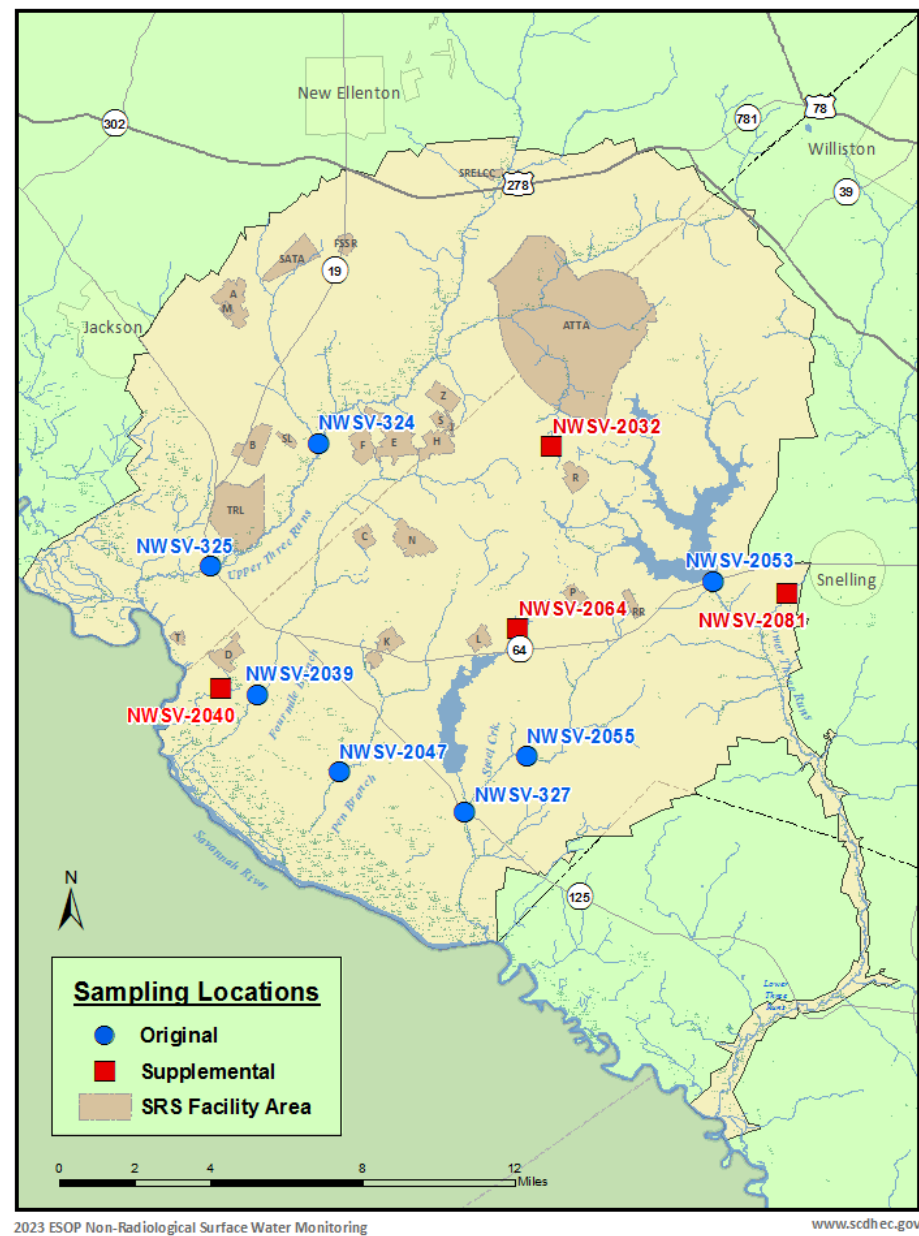 New Ellenton
302
781
78
Williston
39
SRELCC
278
SATA
FSSR
19
A
M
Jackson
ATTA
Z
S
J
NWSV-324
NWSV-2032
B
SL
F
E
H
R
TRL
NWSV-325
Upper Three Runs
C
N
NWSV-2053
Snelling
P
NWSV-2064
RR
NWSV-2081
T
D
K
L
64
Lower Three Runs
NWSV-2039
NWSV-2040
Fourmile Branch
NWSV-2047
NWSV-2055
Steel Crk.
NWSV-327
Pen Branch
Savannah River
N
125
Lower
Three
Runs
Sampling Locations
Original
Supplemental
SRS Facility Area
0 2 4 8 12
Miles
2023 ESOP Non-Radiological Surface Water Monitoring
www.scdhec.gov